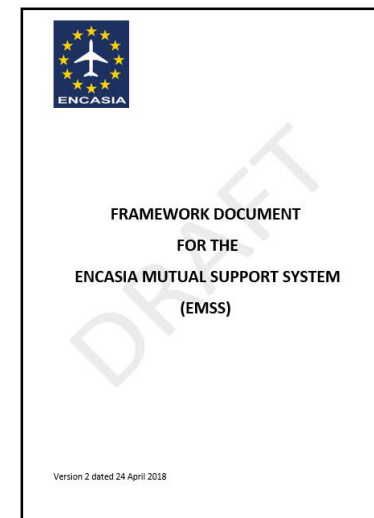 ENCASIA
DRAFT
FRAMEWORK DOCUMENT
FOR THE
ENCASIA MUTUAL SUPPORT SYSTEM
(EMSS)
Version 2 dated 24 April 2018